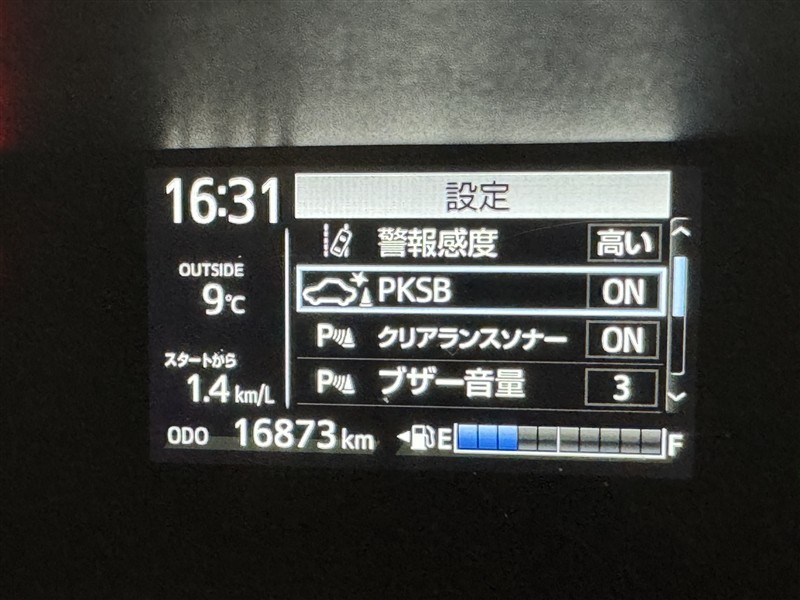 16:31
設定
警報感度 高い
OUTSIDE
9℃
PKSB ON
P クリアランスソナー ON
スタートから
1.4 km/L
P ブザー音量 3
ODO 16873 km
E F